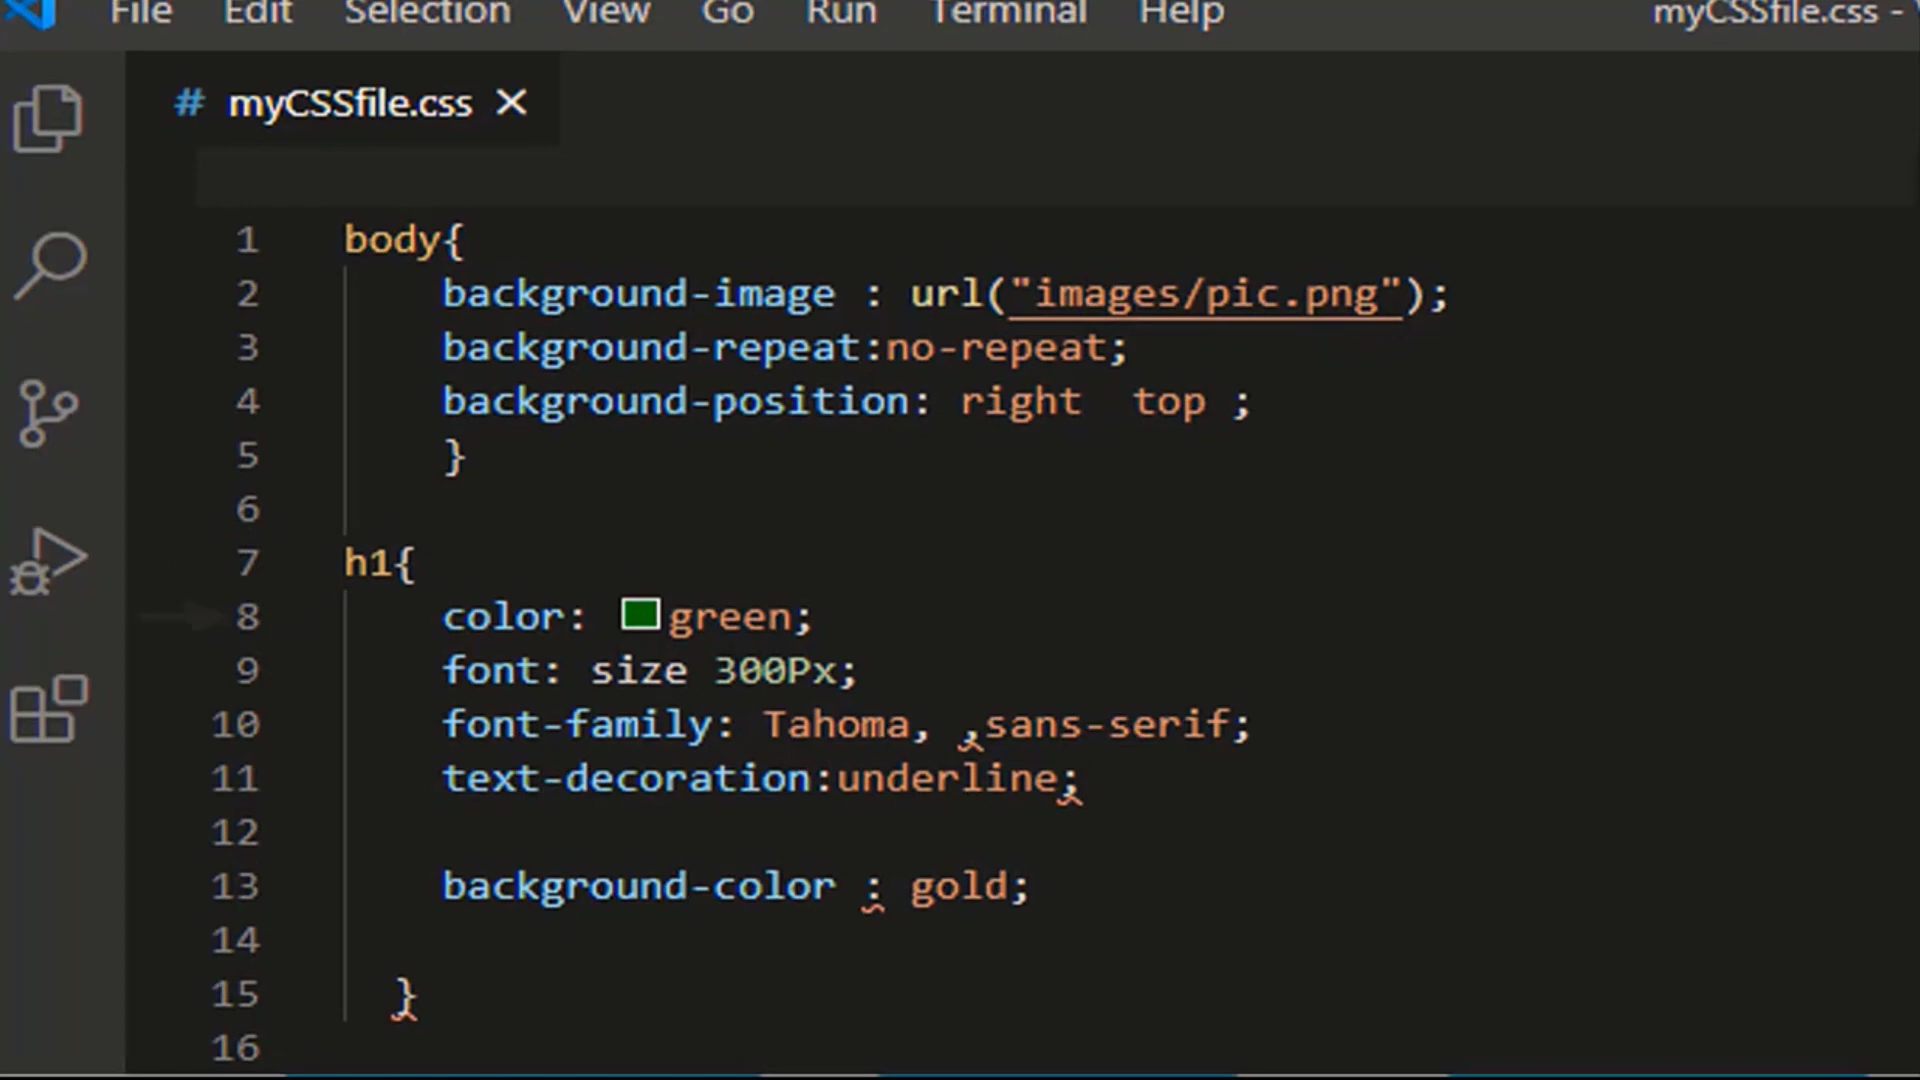 File Edit Selection View Go Run Terminal Help myCSSfile.css -
# myCSSfile.css ×
1 body{
2 background-image : url("images/pic.png");
3 background-repeat:no-repeat;
4 background-position: right top ;
5 }
6
7 h1{
8 color: green;
9 font: size 300Px;
10 font-family: Tahoma, ,sans-serif;
11 text-decoration:underline;
12
13 background-color : gold;
14
15 }
16